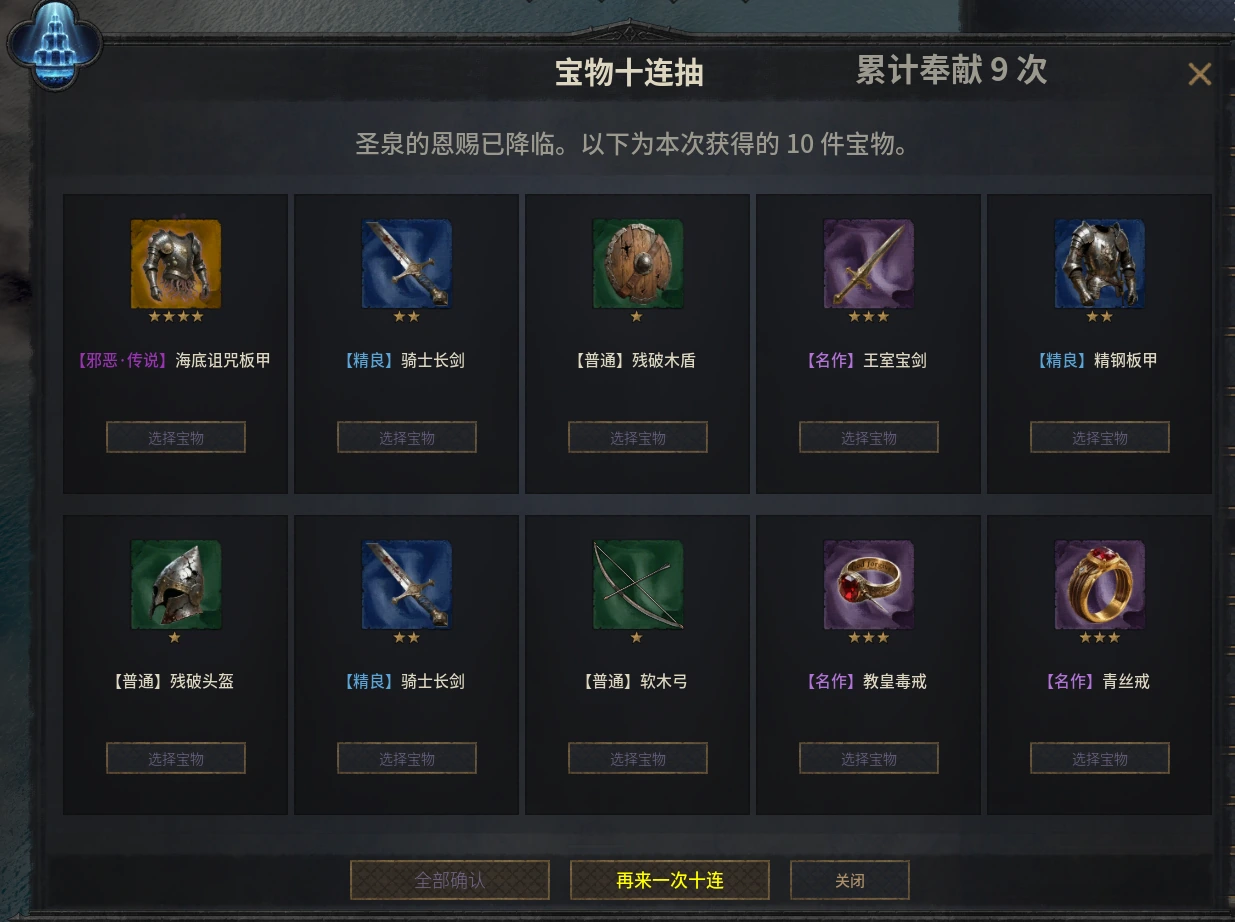 宝物十连抽
累计奉献 9 次
圣泉的恩赐已降临。以下为本次获得的 10 件宝物。
【邪恶·传说】海底诅咒板甲
【精良】骑士长剑
【普通】残破木盾
【名作】王室宝剑
【精良】精钢板甲
选择宝物
选择宝物
选择宝物
选择宝物
选择宝物
【普通】残破头盔
【精良】骑士长剑
【普通】软木弓
【名作】教皇毒戒
【名作】青丝戒
选择宝物
选择宝物
选择宝物
选择宝物
选择宝物
全部确认
再来一次十连
关闭